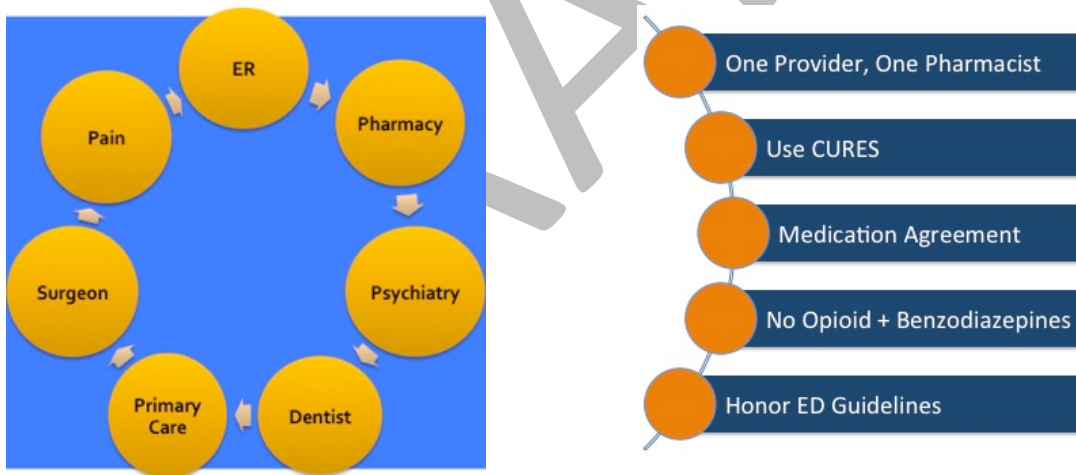 ER
Pharmacy
Psychiatry
Dentist
Primary
Care
Surgeon
Pain
One Provider, One Pharmacist
Use CURES
Medication Agreement
No Opioid + Benzodiazepines
Honor ED Guidelines